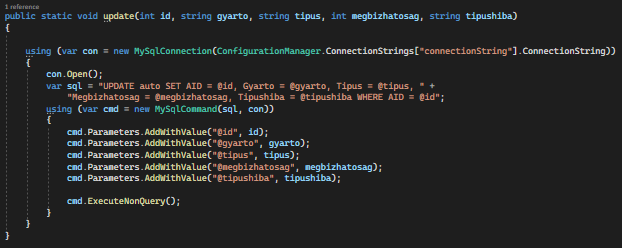 1 reference
public static void update(int id, string gyarto, string tipus, int megbizhatosag, string tipushiba)
{
using (var con = new MySqlConnection(ConfigurationManager.ConnectionStrings["connectionString"].ConnectionString))
{
con.Open();
var sql = "UPDATE auto SET AID = @id, Gyarto = @gyarto, Tipus = @tipus, " +
"Megbizhatosag = @megbizhatosag, Tipushiba = @tipushiba WHERE AID = @id";
using (var cmd = new MySqlCommand(sql, con))
{
cmd.Parameters.AddWithValue("@id", id);
cmd.Parameters.AddWithValue("@gyarto", gyarto);
cmd.Parameters.AddWithValue("@tipus", tipus);
cmd.Parameters.AddWithValue("@megbizhatosag", megbizhatosag);
cmd.Parameters.AddWithValue("@tipushiba", tipushiba);
cmd.ExecuteNonQuery();
}
}
}